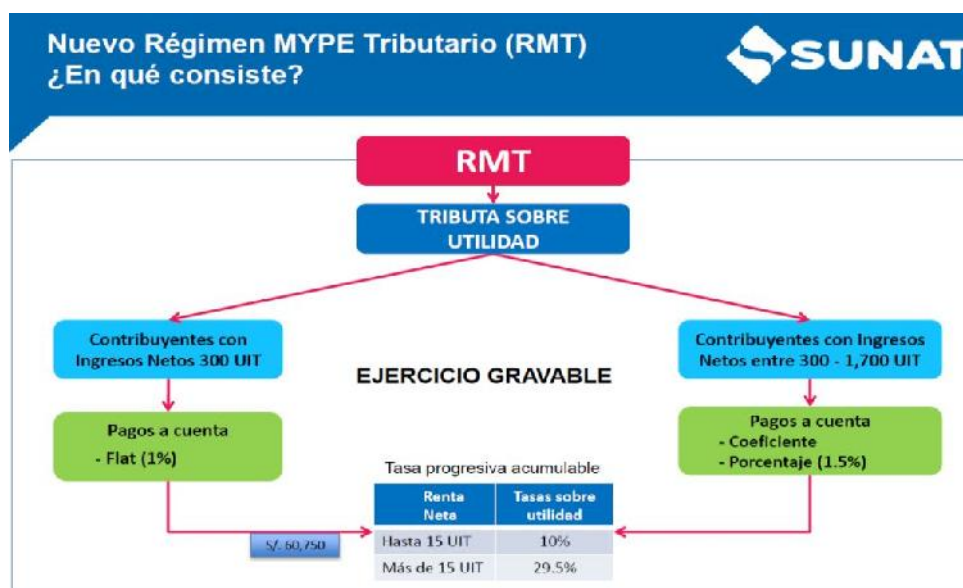 Nuevo Régimen MYPE Tributario (RMT)
¿En qué consiste?
SUNAT
RMT
TRIBUTA SOBRE
UTILIDAD
Contribuyentes con
Ingresos Netos 300 UIT
Contribuyentes con Ingresos
Netos entre 300 - 1,700 UIT
EJERCICIO GRAVABLE
Pagos a cuenta
- Flat (1%)
Pagos a cuenta
- Coeficiente
- Porcentaje (1.5%)
Tasa progresiva acumulable
Renta Neta
Tasas sobre utilidad
S/. 60,750
Hasta 15 UIT 10%
Más de 15 UIT 29.5%